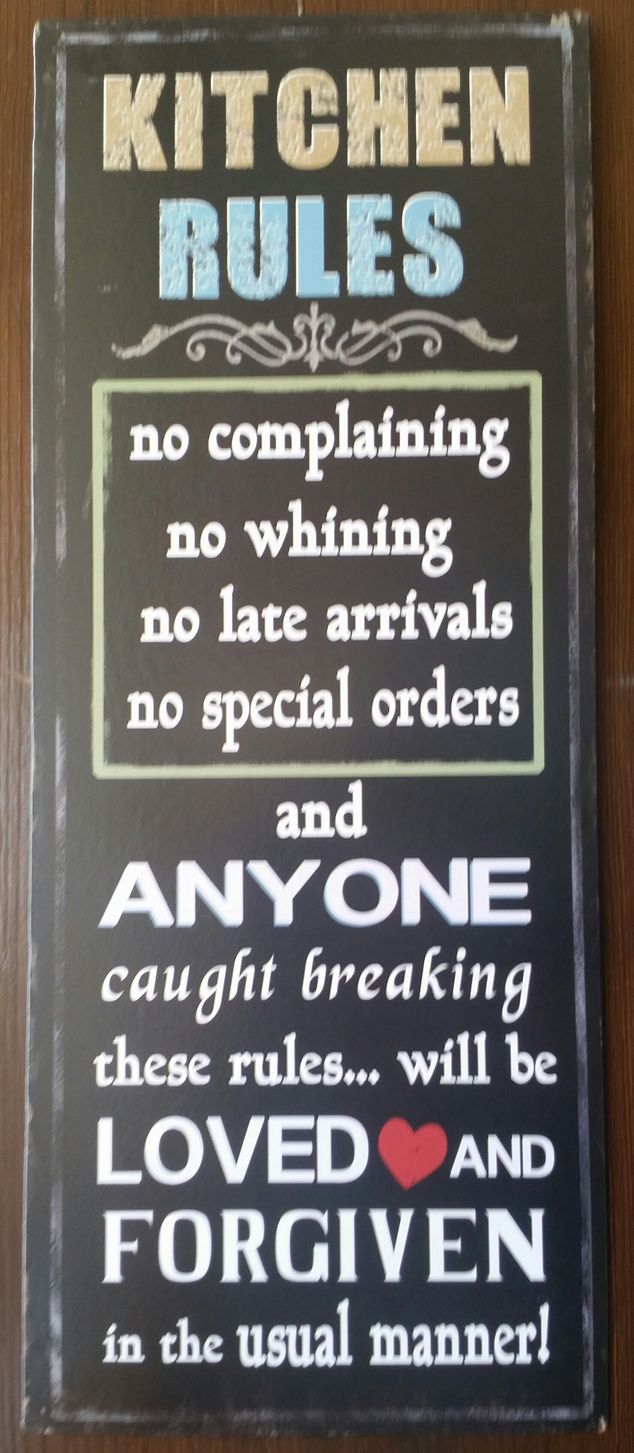 KITCHEN
RULES
no complaining
no whining
no late arrivals
no special orders
and
ANYONE
caught breaking
these rules... will be
LOVED AND
FORGIVEN
in the usual manner!